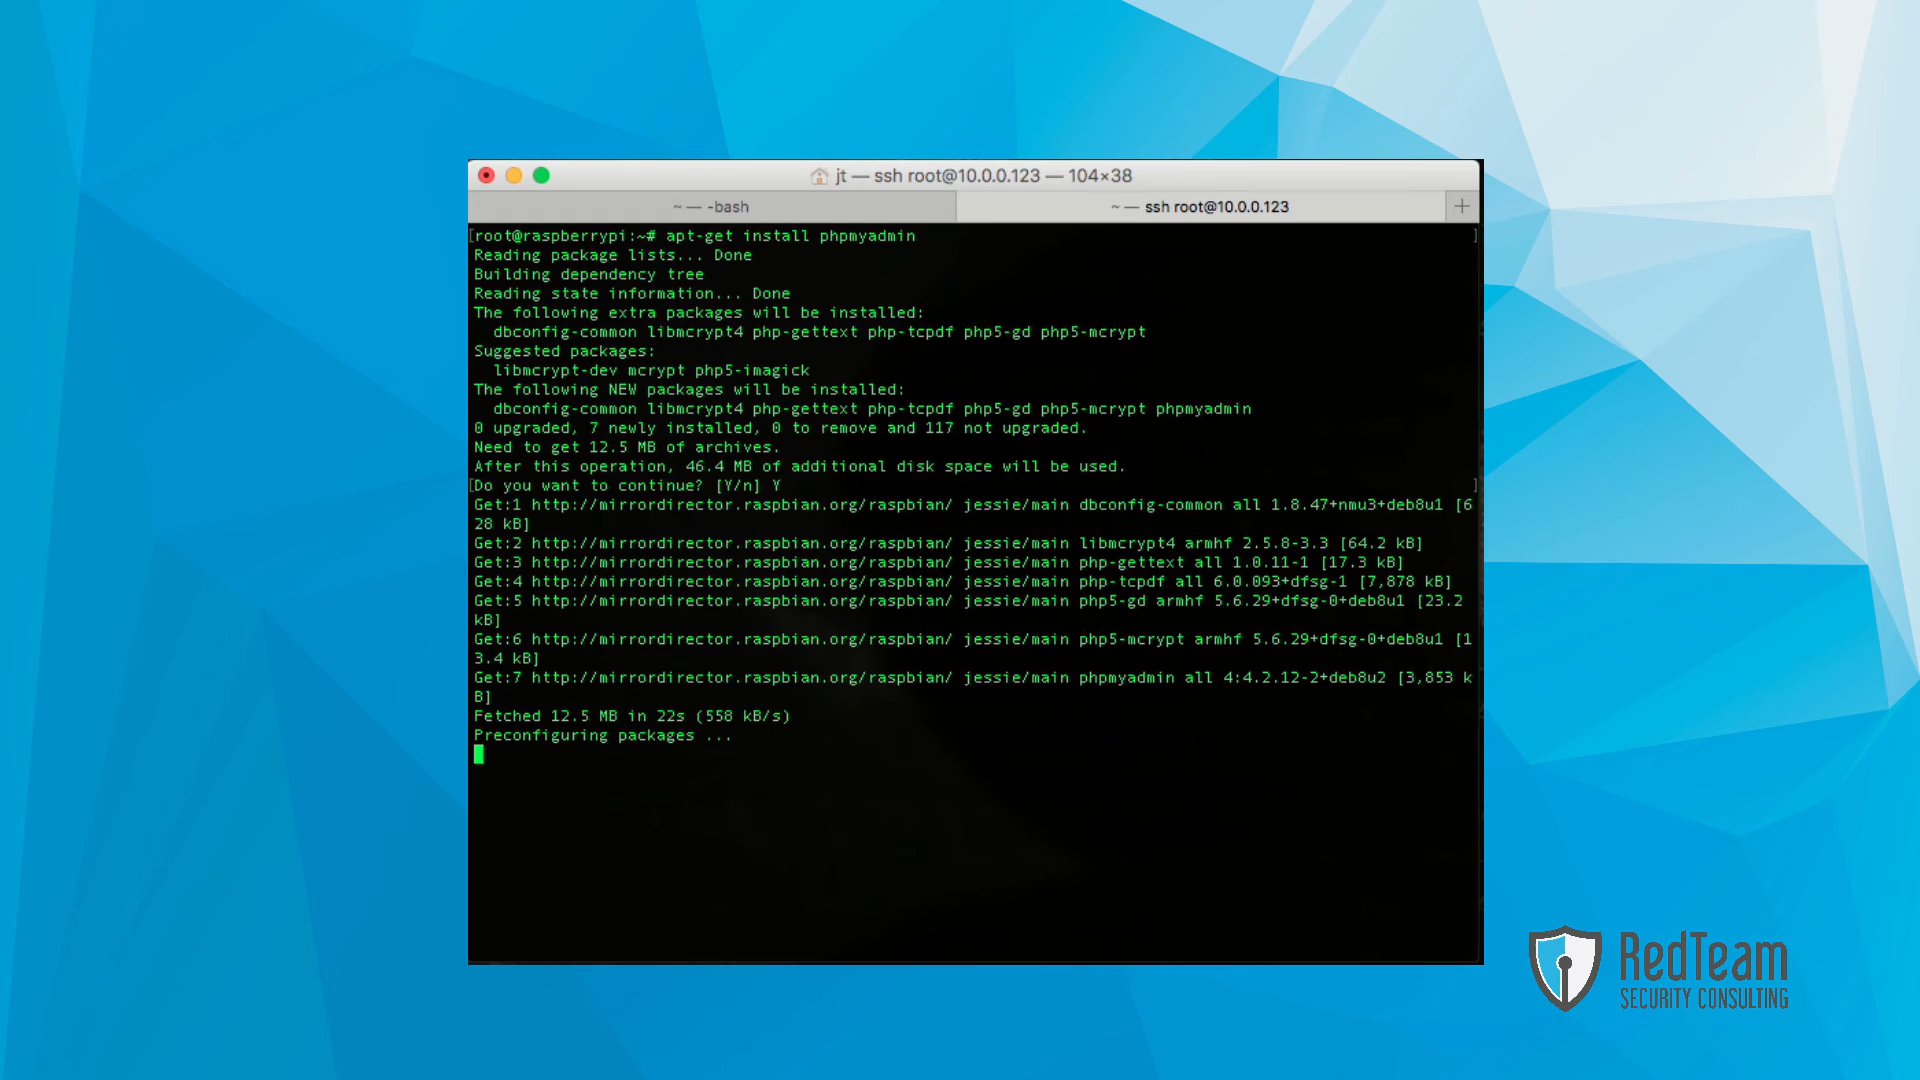 jt — ssh root@10.0.0.123 — 104×38
~ — -bash
~ — ssh root@10.0.0.123 +
[root@raspberrypi:~# apt-get install phpmyadmin ]
Reading package lists... Done
Building dependency tree
Reading state information... Done
The following extra packages will be installed:
dbconfig-common libmcrypt4 php-gettext php-tcpdf php5-gd php5-mcrypt
Suggested packages:
libmcrypt-dev mcrypt php5-imagick
The following NEW packages will be installed:
dbconfig-common libmcrypt4 php-gettext php-tcpdf php5-gd php5-mcrypt phpmyadmin
0 upgraded, 7 newly installed, 0 to remove and 117 not upgraded.
Need to get 12.5 MB of archives.
After this operation, 46.4 MB of additional disk space will be used.
[Do you want to continue? [Y/n] Y ]
Get:1 http://mirrordirector.raspbian.org/raspbian/ jessie/main dbconfig-common all 1.8.47+nmu3+deb8u1 [6
28 kB]
Get:2 http://mirrordirector.raspbian.org/raspbian/ jessie/main libmcrypt4 armhf 2.5.8-3.3 [64.2 kB]
Get:3 http://mirrordirector.raspbian.org/raspbian/ jessie/main php-gettext all 1.0.11-1 [17.3 kB]
Get:4 http://mirrordirector.raspbian.org/raspbian/ jessie/main php-tcpdf all 6.0.093+dfsg-1 [7,878 kB]
Get:5 http://mirrordirector.raspbian.org/raspbian/ jessie/main php5-gd armhf 5.6.29+dfsg-0+deb8u1 [23.2
kB]
Get:6 http://mirrordirector.raspbian.org/raspbian/ jessie/main php5-mcrypt armhf 5.6.29+dfsg-0+deb8u1 [1
3.4 kB]
Get:7 http://mirrordirector.raspbian.org/raspbian/ jessie/main phpmyadmin all 4:4.2.12-2+deb8u2 [3,853 k
B]
Fetched 12.5 MB in 22s (558 kB/s)
Preconfiguring packages ...
RedTeam
SECURITY CONSULTING